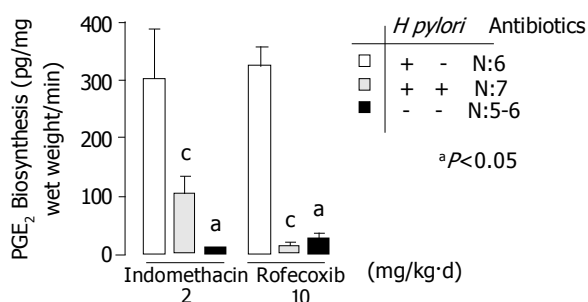 PGE₂ Biosynthesis (pg/mg
wet weight/min)
400
300
200
100
0
c
a
c
a
Indomethacin Rofecoxib (mg/kg·d)
2 10
H pylori Antibiotics
+ - N:6
+ + N:7
- - N:5-6
ᵃP<0.05